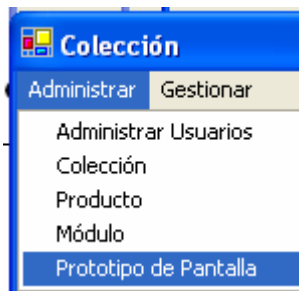 Colección
Administrar Gestionar
Administrar Usuarios
Colección
Producto
Módulo
Prototipo de Pantalla